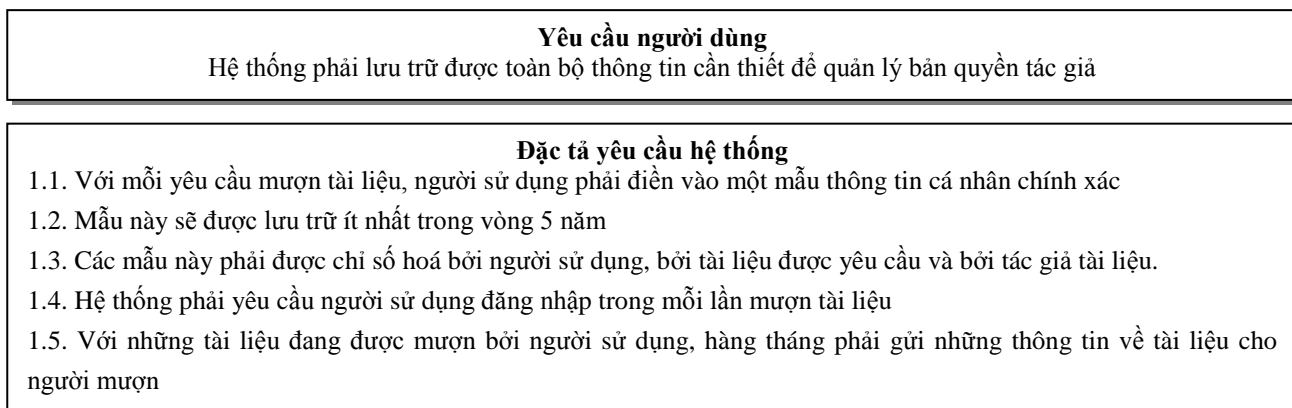 Yêu cầu người dùng
Hệ thống phải lưu trữ được toàn bộ thông tin cần thiết để quản lý bản quyền tác giả
Đặc tả yêu cầu hệ thống
1.1. Với mỗi yêu cầu mượn tài liệu, người sử dụng phải điền vào một mẫu thông tin cá nhân chính xác
1.2. Mẫu này sẽ được lưu trữ ít nhất trong vòng 5 năm
1.3. Các mẫu này phải được chỉ số hoá bởi người sử dụng, bởi tài liệu được yêu cầu và bởi tác giả tài liệu.
1.4. Hệ thống phải yêu cầu người sử dụng đăng nhập trong mỗi lần mượn tài liệu
1.5. Với những tài liệu đang được mượn bởi người sử dụng, hàng tháng phải gửi những thông tin về tài liệu cho
người mượn